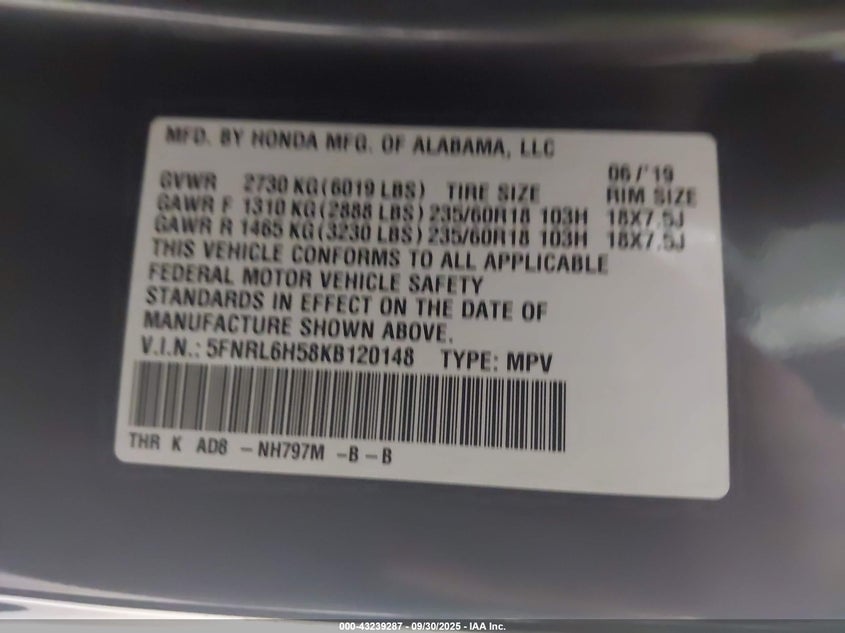 MFD. BY HONDA MFG. OF ALABAMA, LLC
06/'19
GVWR 2730 KG(6019 LBS) TIRE SIZE RIM SIZE
GAWR F 1310 KG(2888 LBS) 235/60R18 103H 18X7.5J
GAWR R 1465 KG(3230 LBS) 235/60R18 103H 18X7.5J
THIS VEHICLE CONFORMS TO ALL APPLICABLE
FEDERAL MOTOR VEHICLE SAFETY
STANDARDS IN EFFECT ON THE DATE OF
MANUFACTURE SHOWN ABOVE.
V.I.N.: 5FNRL6H58KB120148 TYPE: MPV
THR K AD8 -NH797M -B-B
000-43239287 - 09/30/2025 - IAA Inc.